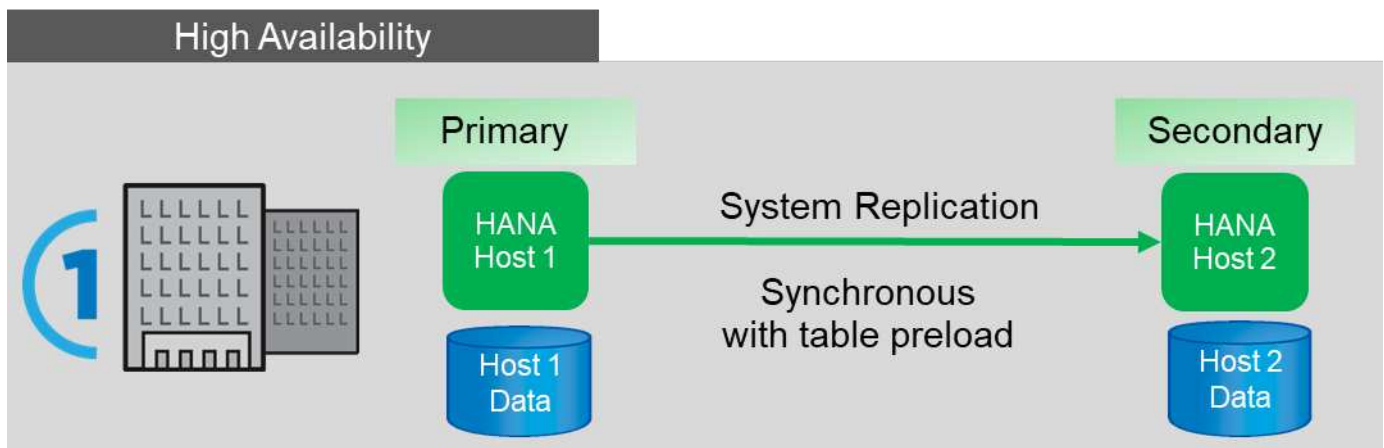 High Availability
Primary
Secondary
1
HANA
Host 1
System Replication
Synchronous
with table preload
HANA
Host 2
Host 1
Data
Host 2
Data